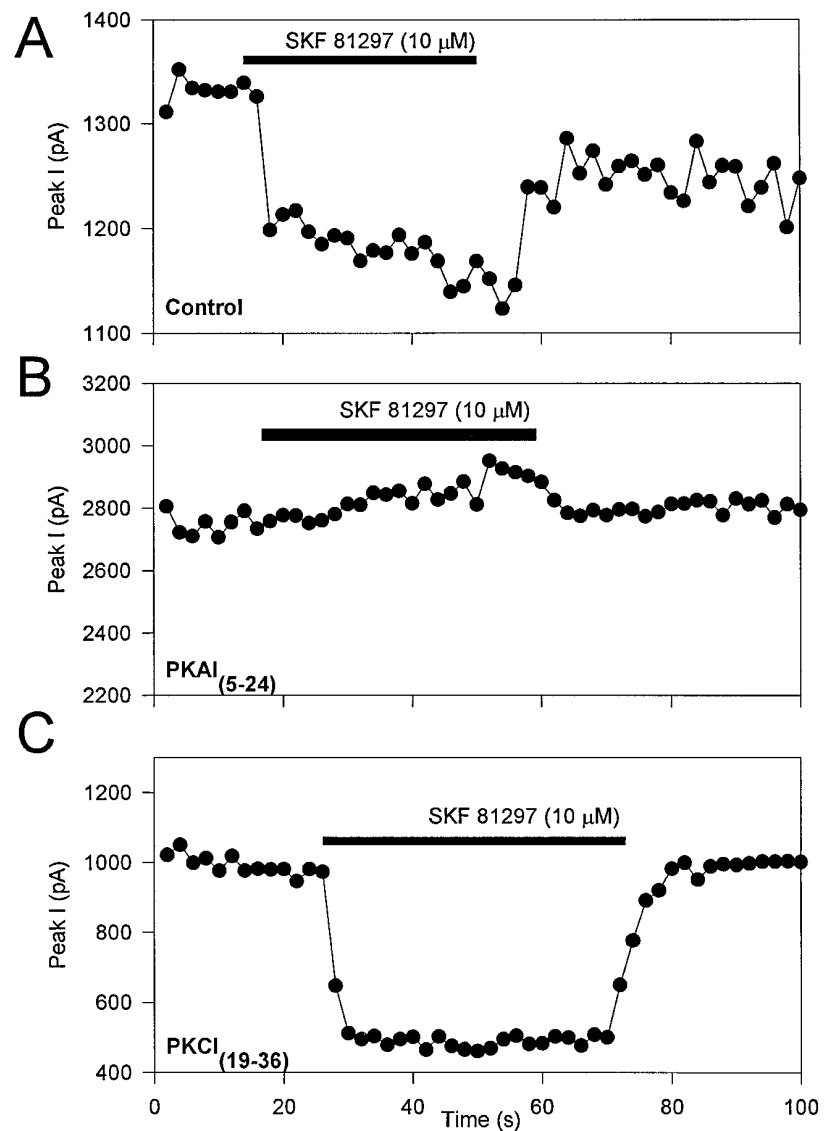 A
1400
1300
1200
1100
Peak I (pA)
SKF 81297 (10 μM)
Control
B
3200
3000
2800
2600
2400
2200
Peak I (pA)
SKF 81297 (10 μM)
PKAI(5-24)
C
1200
1000
800
600
400
Peak I (pA)
SKF 81297 (10 μM)
PKCI(19-36)
0 20 40 60 80 100
Time (s)